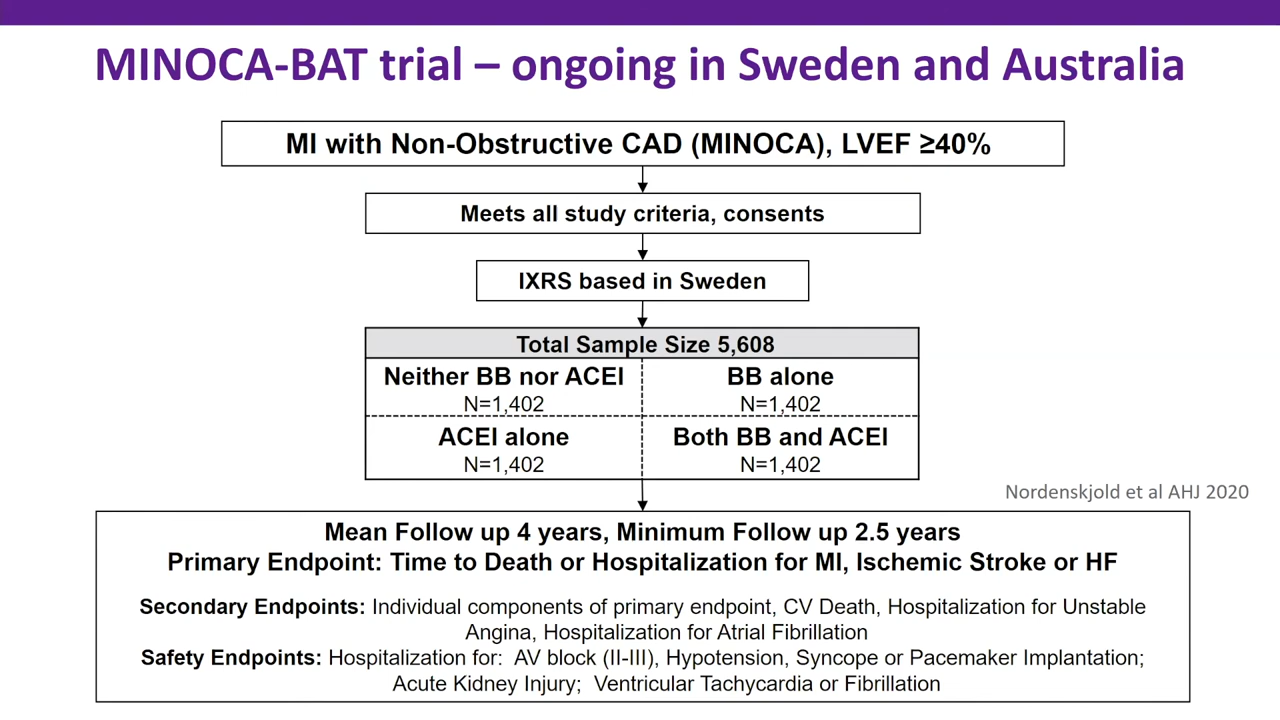 MINOCA-BAT trial – ongoing in Sweden and Australia
MI with Non-Obstructive CAD (MINOCA), LVEF ≥40%
Meets all study criteria, consents
IXRS based in Sweden
Total Sample Size 5,608
Neither BB nor ACEI
N=1,402
BB alone
N=1,402
ACEI alone
N=1,402
Both BB and ACEI
N=1,402
Nordenskjold et al AHJ 2020
Mean Follow up 4 years, Minimum Follow up 2.5 years
Primary Endpoint: Time to Death or Hospitalization for MI, Ischemic Stroke or HF
Secondary Endpoints: Individual components of primary endpoint, CV Death, Hospitalization for Unstable
Angina, Hospitalization for Atrial Fibrillation
Safety Endpoints: Hospitalization for: AV block (II-III), Hypotension, Syncope or Pacemaker Implantation;
Acute Kidney Injury; Ventricular Tachycardia or Fibrillation